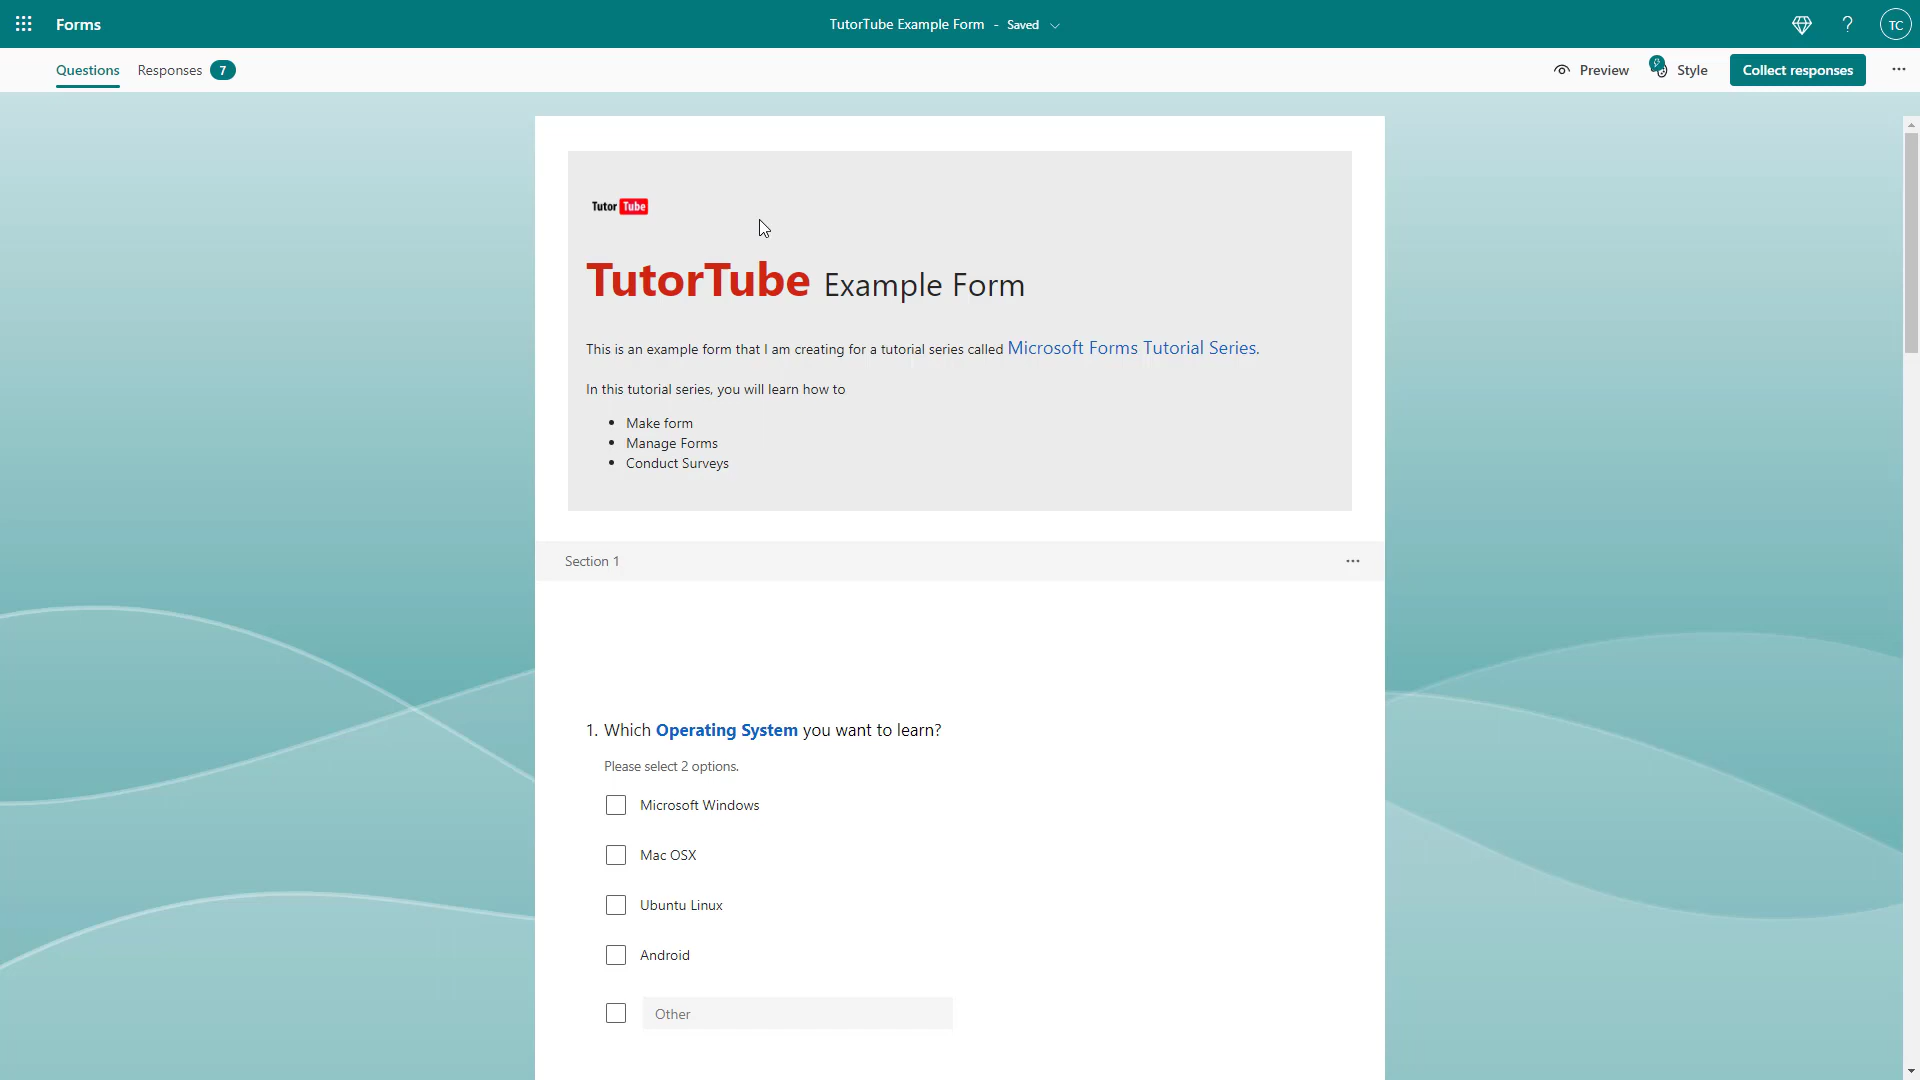 Forms
TutorTube Example Form - Saved
?
TC
Questions
Responses 7
Preview
Style
Collect responses
Tutor Tube
TutorTube Example Form
This is an example form that I am creating for a tutorial series called Microsoft Forms Tutorial Series.
In this tutorial series, you will learn how to
• Make form
• Manage Forms
• Conduct Surveys
Section 1
1. Which Operating System you want to learn?
Please select 2 options.
Microsoft Windows
Mac OSX
Ubuntu Linux
Android
Other